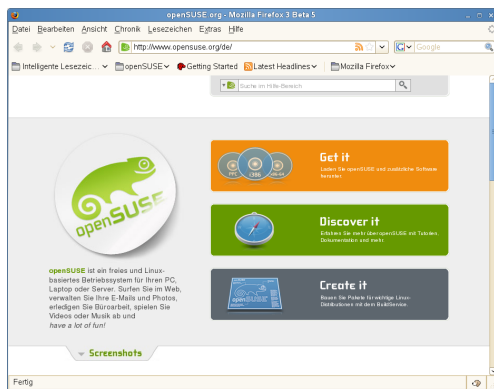 openSUSE.org - Mozilla Firefox 3 Beta 5
Datei Bearbeiten Ansicht Chronik Lesezeichen Extras Hilfe
http://www.opensuse.org/de/
Google
Intelligente Lesezeic... openSUSE Getting Started Latest Headlines Mozilla Firefox
Suche im Hilfe-Bereich
openSUSE
PPC i386 x86-64
Get it
Laden Sie openSUSE und zusätzliche Software
herunter.
Discover it
Erfahren Sie mehr über openSUSE mit Tutorien,
Dokumentation und mehr
openSUSE
Create it
Bauen Sie Pakete für wichtige Linux-
Distributionen mit dem BuildService.
openSUSE ist ein freies und Linux-
basiertes Betriebssystem für Ihren PC,
Laptop oder Server. Surfen Sie im Web,
verwalten Sie Ihre E-Mails und Photos,
erledigen Sie Büroarbeit, spielen Sie
Videos oder Musik ab und
have a lot of fun!
Screenshots
Fertig